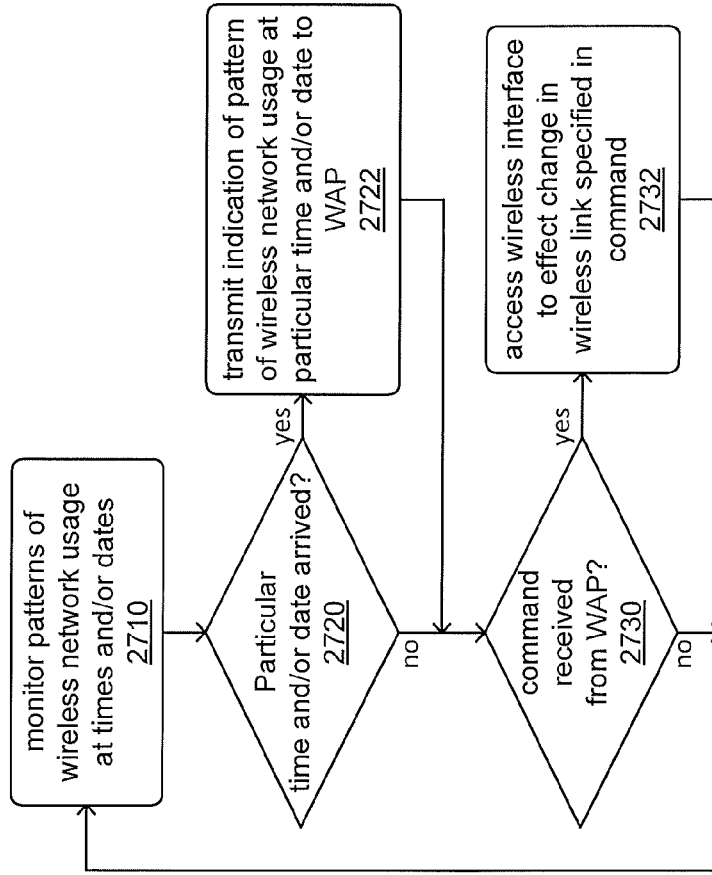 monitor patterns of
wireless network usage
at times and/or dates
2710
Particular
time and/or date arrived?
2720
yes
no
transmit indication of pattern
of wireless network usage at
particular time and/or date to
WAP
2722
command
received
from WAP?
2730
yes
no
access wireless interface
to effect change in
wireless link specified in
command
2732